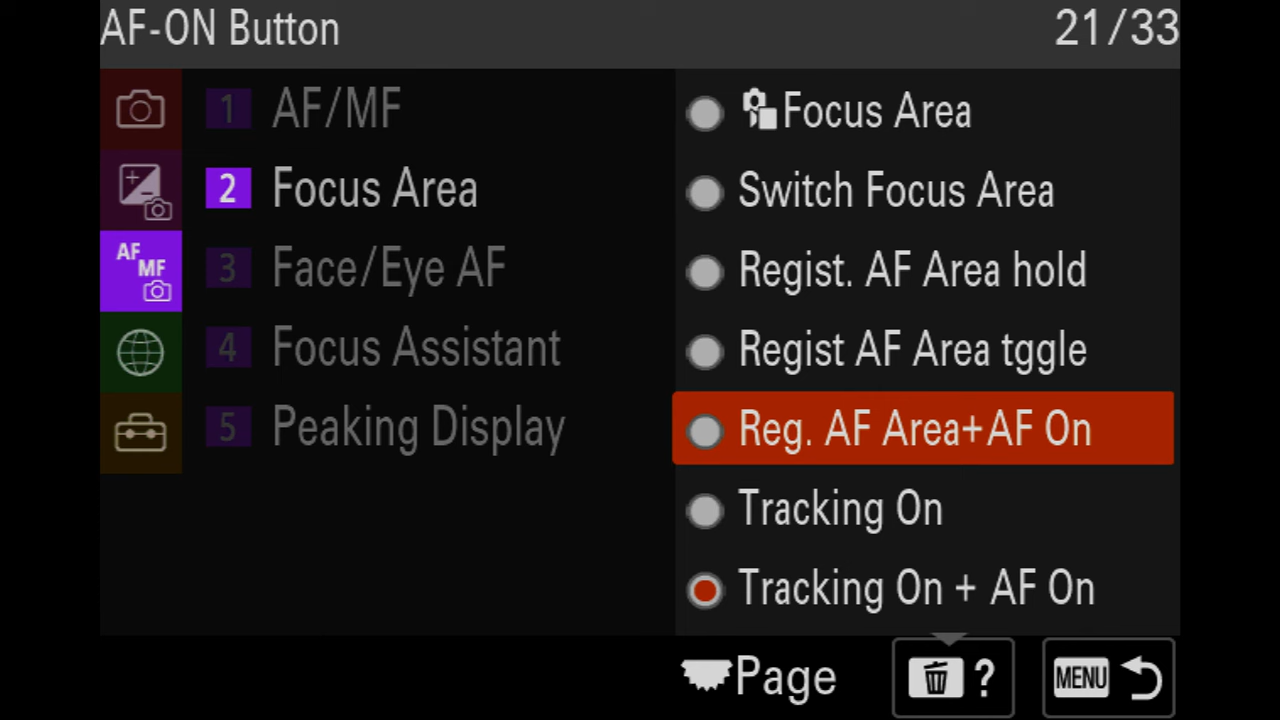 AF-ON Button
21/33
1 AF/MF
2 Focus Area
3 Face/Eye AF
4 Focus Assistant
5 Peaking Display
AF
MF
Focus Area
Switch Focus Area
Regist. AF Area hold
Regist AF Area tggle
Reg. AF Area+AF On
Tracking On
Tracking On + AF On
Page
?
MENU